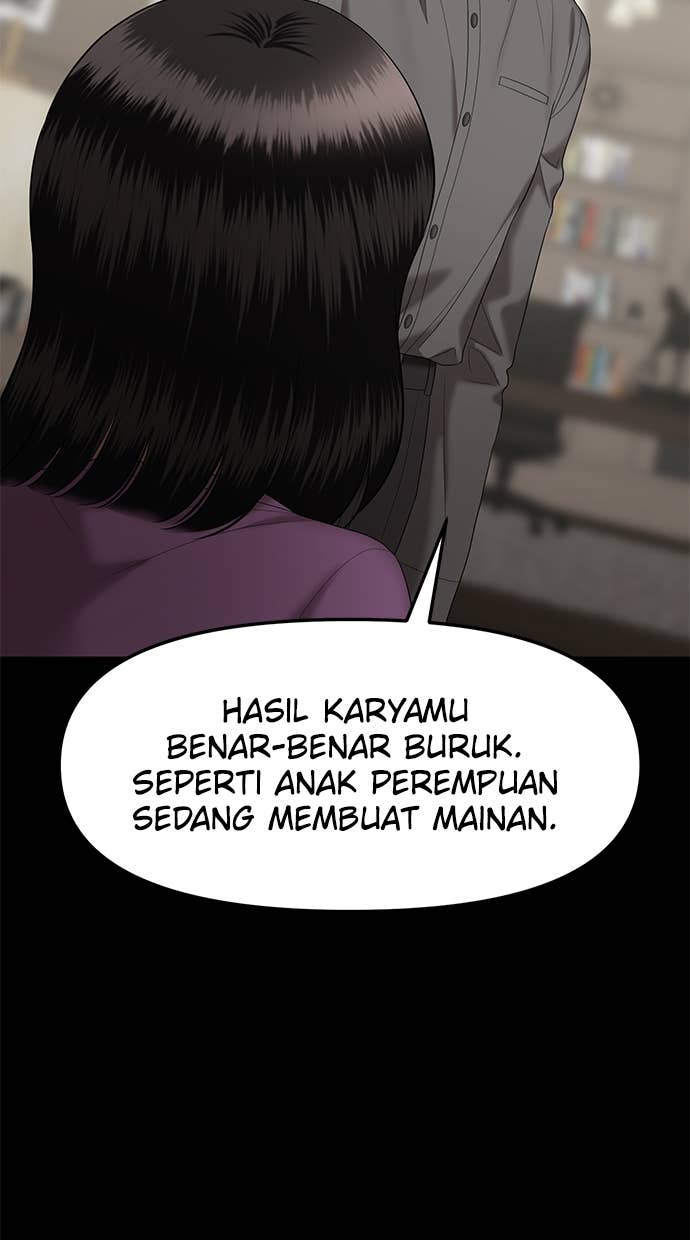 HASIL KARYAMU
BENAR-BENAR BURUK.
SEPERTI ANAK PEREMPUAN
SEDANG MEMBUAT MAINAN.